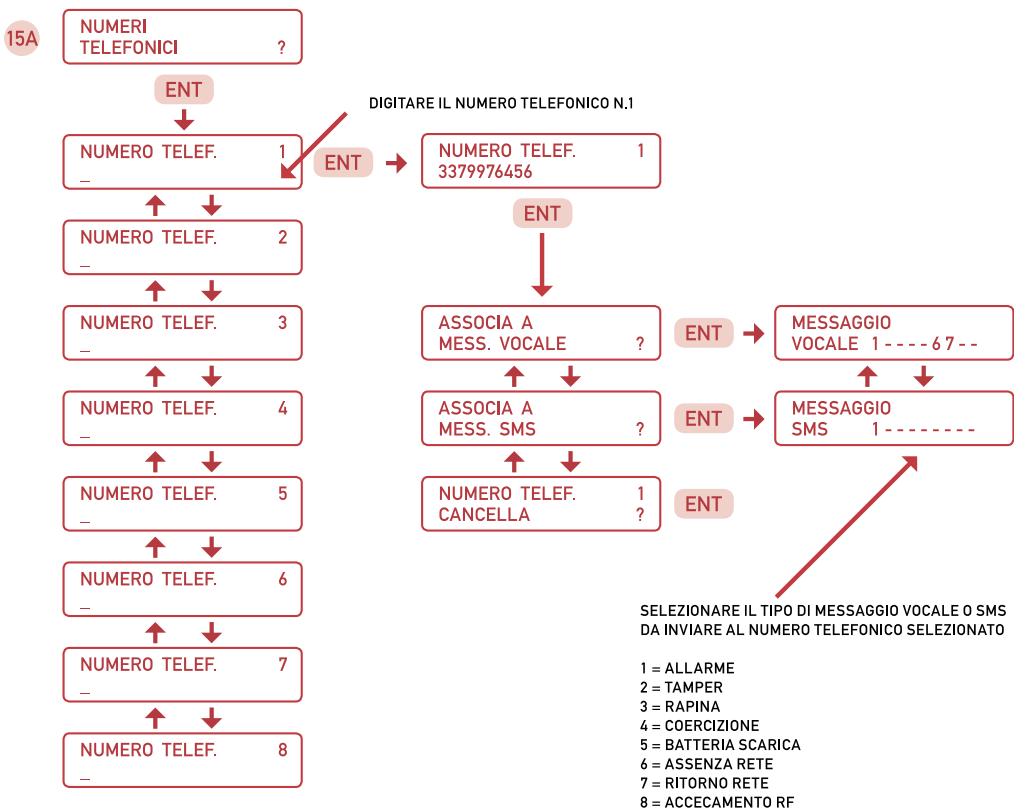 15A
NUMERI
TELEFONICI ?
ENT
DIGITARE IL NUMERO TELEFONICO N.1
NUMERO TELEF. 1
_
ENT
NUMERO TELEF. 1
3379976456
ENT
NUMERO TELEF. 2
_
NUMERO TELEF. 3
_
NUMERO TELEF. 4
_
NUMERO TELEF. 5
_
NUMERO TELEF. 6
_
NUMERO TELEF. 7
_
NUMERO TELEF. 8
_
ASSOCIA A
MESS. VOCALE ?
ENT
MESSAGGIO
VOCALE 1 - - - - 6 7 - -
ASSOCIA A
MESS. SMS ?
ENT
MESSAGGIO
SMS 1 - - - - - - - -
NUMERO TELEF. 1
CANCELLA ?
ENT
SELEZIONARE IL TIPO DI MESSAGGIO VOCALE O SMS
DA INVIARE AL NUMERO TELEFONICO SELEZIONATO
1 = ALLARME
2 = TAMPER
3 = RAPINA
4 = COERCIZIONE
5 = BATTERIA SCARICA
6 = ASSENZA RETE
7 = RITORNO RETE
8 = ACCECAMENTO RF